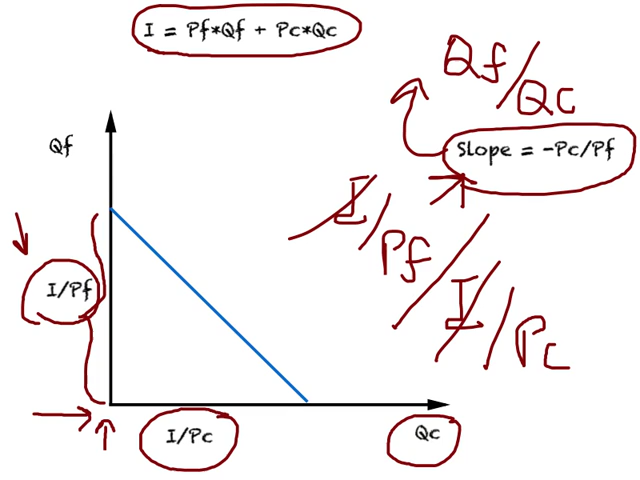 I = Pf*Qf + Pc*Qc
Qf/QC
Qf
Slope = -Pc/Pf
I/Pf/I/Pc
I/Pf
I/Pc
Qc